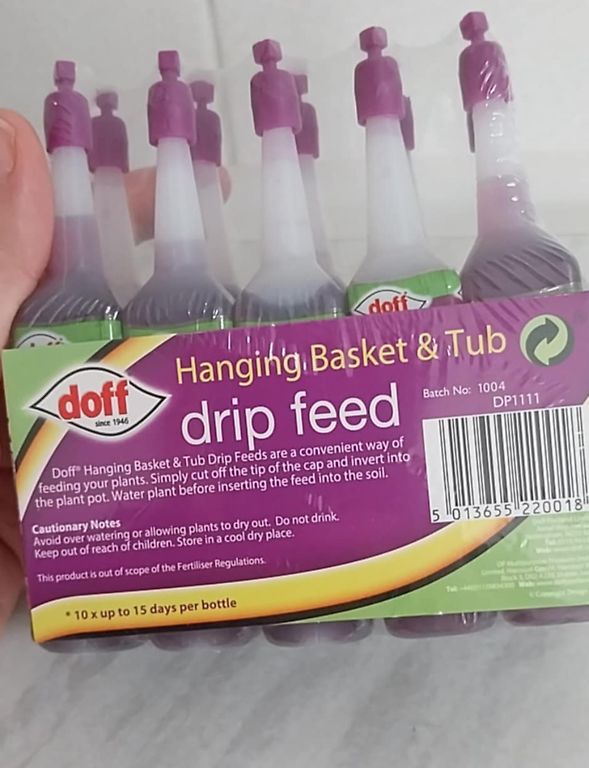 doff
doff
since 1946
Hanging Basket & Tub
drip feed
Batch No: 1004
DP1111
Doff® Hanging Basket & Tub Drip Feeds are a convenient way of
feeding your plants. Simply cut off the tip of the cap and invert into
the plant pot. Water plant before inserting the feed into the soil.
Cautionary Notes
Avoid over watering or allowing plants to dry out. Do not drink.
Keep out of reach of children. Store in a cool dry place.
This product is out of scope of the Fertiliser Regulations.
5 013655 220018
* 10 x up to 15 days per bottle